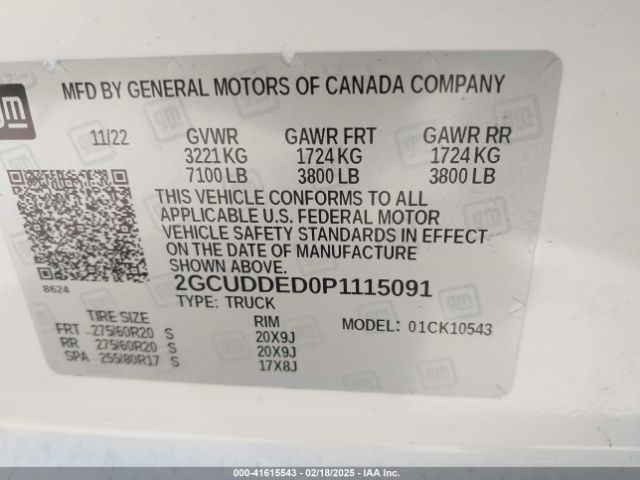 gm
MFD BY GENERAL MOTORS OF CANADA COMPANY
11/22 GVWR GAWR FRT GAWR RR
3221 KG 1724 KG 1724 KG
7100 LB 3800 LB 3800 LB
THIS VEHICLE CONFORMS TO ALL
APPLICABLE U.S. FEDERAL MOTOR
VEHICLE SAFETY STANDARDS IN EFFECT
ON THE DATE OF MANUFACTURE
SHOWN ABOVE.
8624
2GCUDDED0P1115091
TYPE: TRUCK
TIRE SIZE RIM MODEL: 01CK10543
FRT 275/60R20 S 20X9J
RR 275/60R20 S 20X9J
SPA 255/80R17 S 17X8J
000-41615543 / 02/18/2025 - IAA Inc.